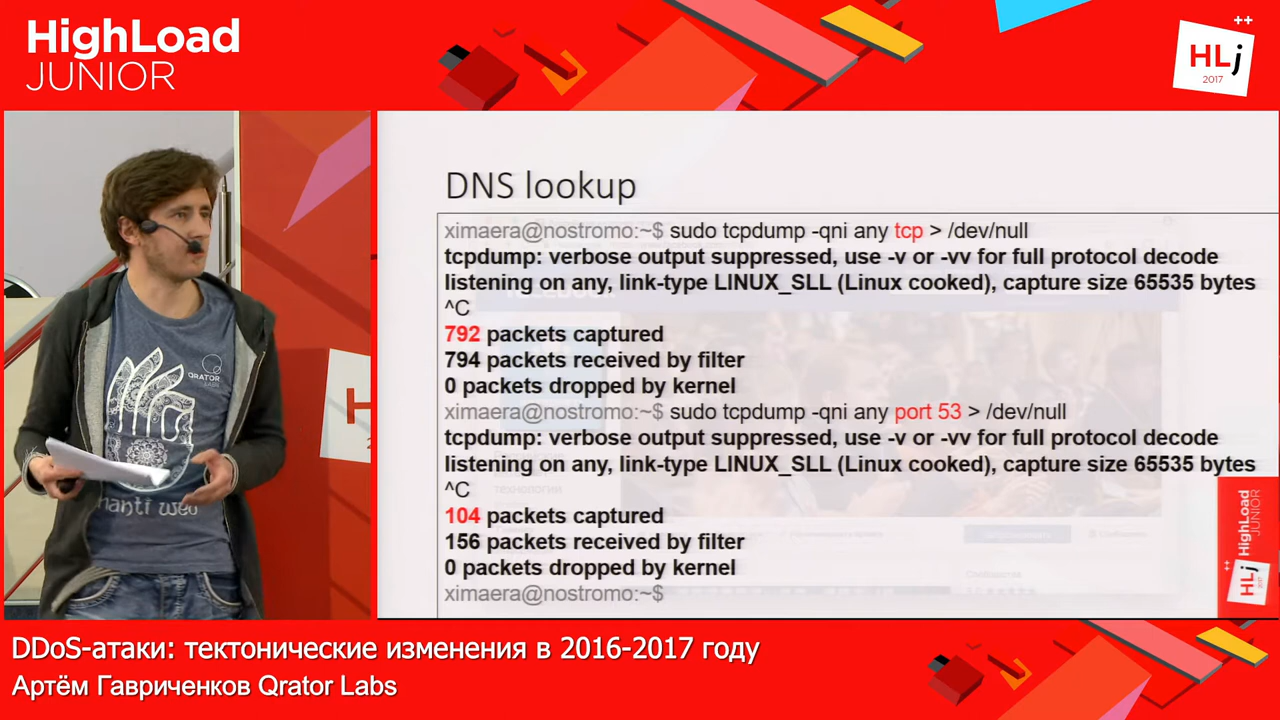 HighLoad
JUNIOR
++
HLj
2017
QRATOR
DNS lookup
ximaera@nostromo:~$ sudo tcpdump -qni any tcp > /dev/null
tcpdump: verbose output suppressed, use -v or -vv for full protocol decode
listening on any, link-type LINUX_SLL (Linux cooked), capture size 65535 bytes
^C
792 packets captured
794 packets received by filter
0 packets dropped by kernel
ximaera@nostromo:~$ sudo tcpdump -qni any port 53 > /dev/null
tcpdump: verbose output suppressed, use -v or -vv for full protocol decode
listening on any, link-type LINUX_SLL (Linux cooked), capture size 65535 bytes
^C
104 packets captured
156 packets received by filter
0 packets dropped by kernel
ximaera@nostromo:~$
HighLoad
JUNIOR
++
HLj
DDoS-атаки: тектонические изменения в 2016-2017 году
Артём Гавриченков Qrator Labs